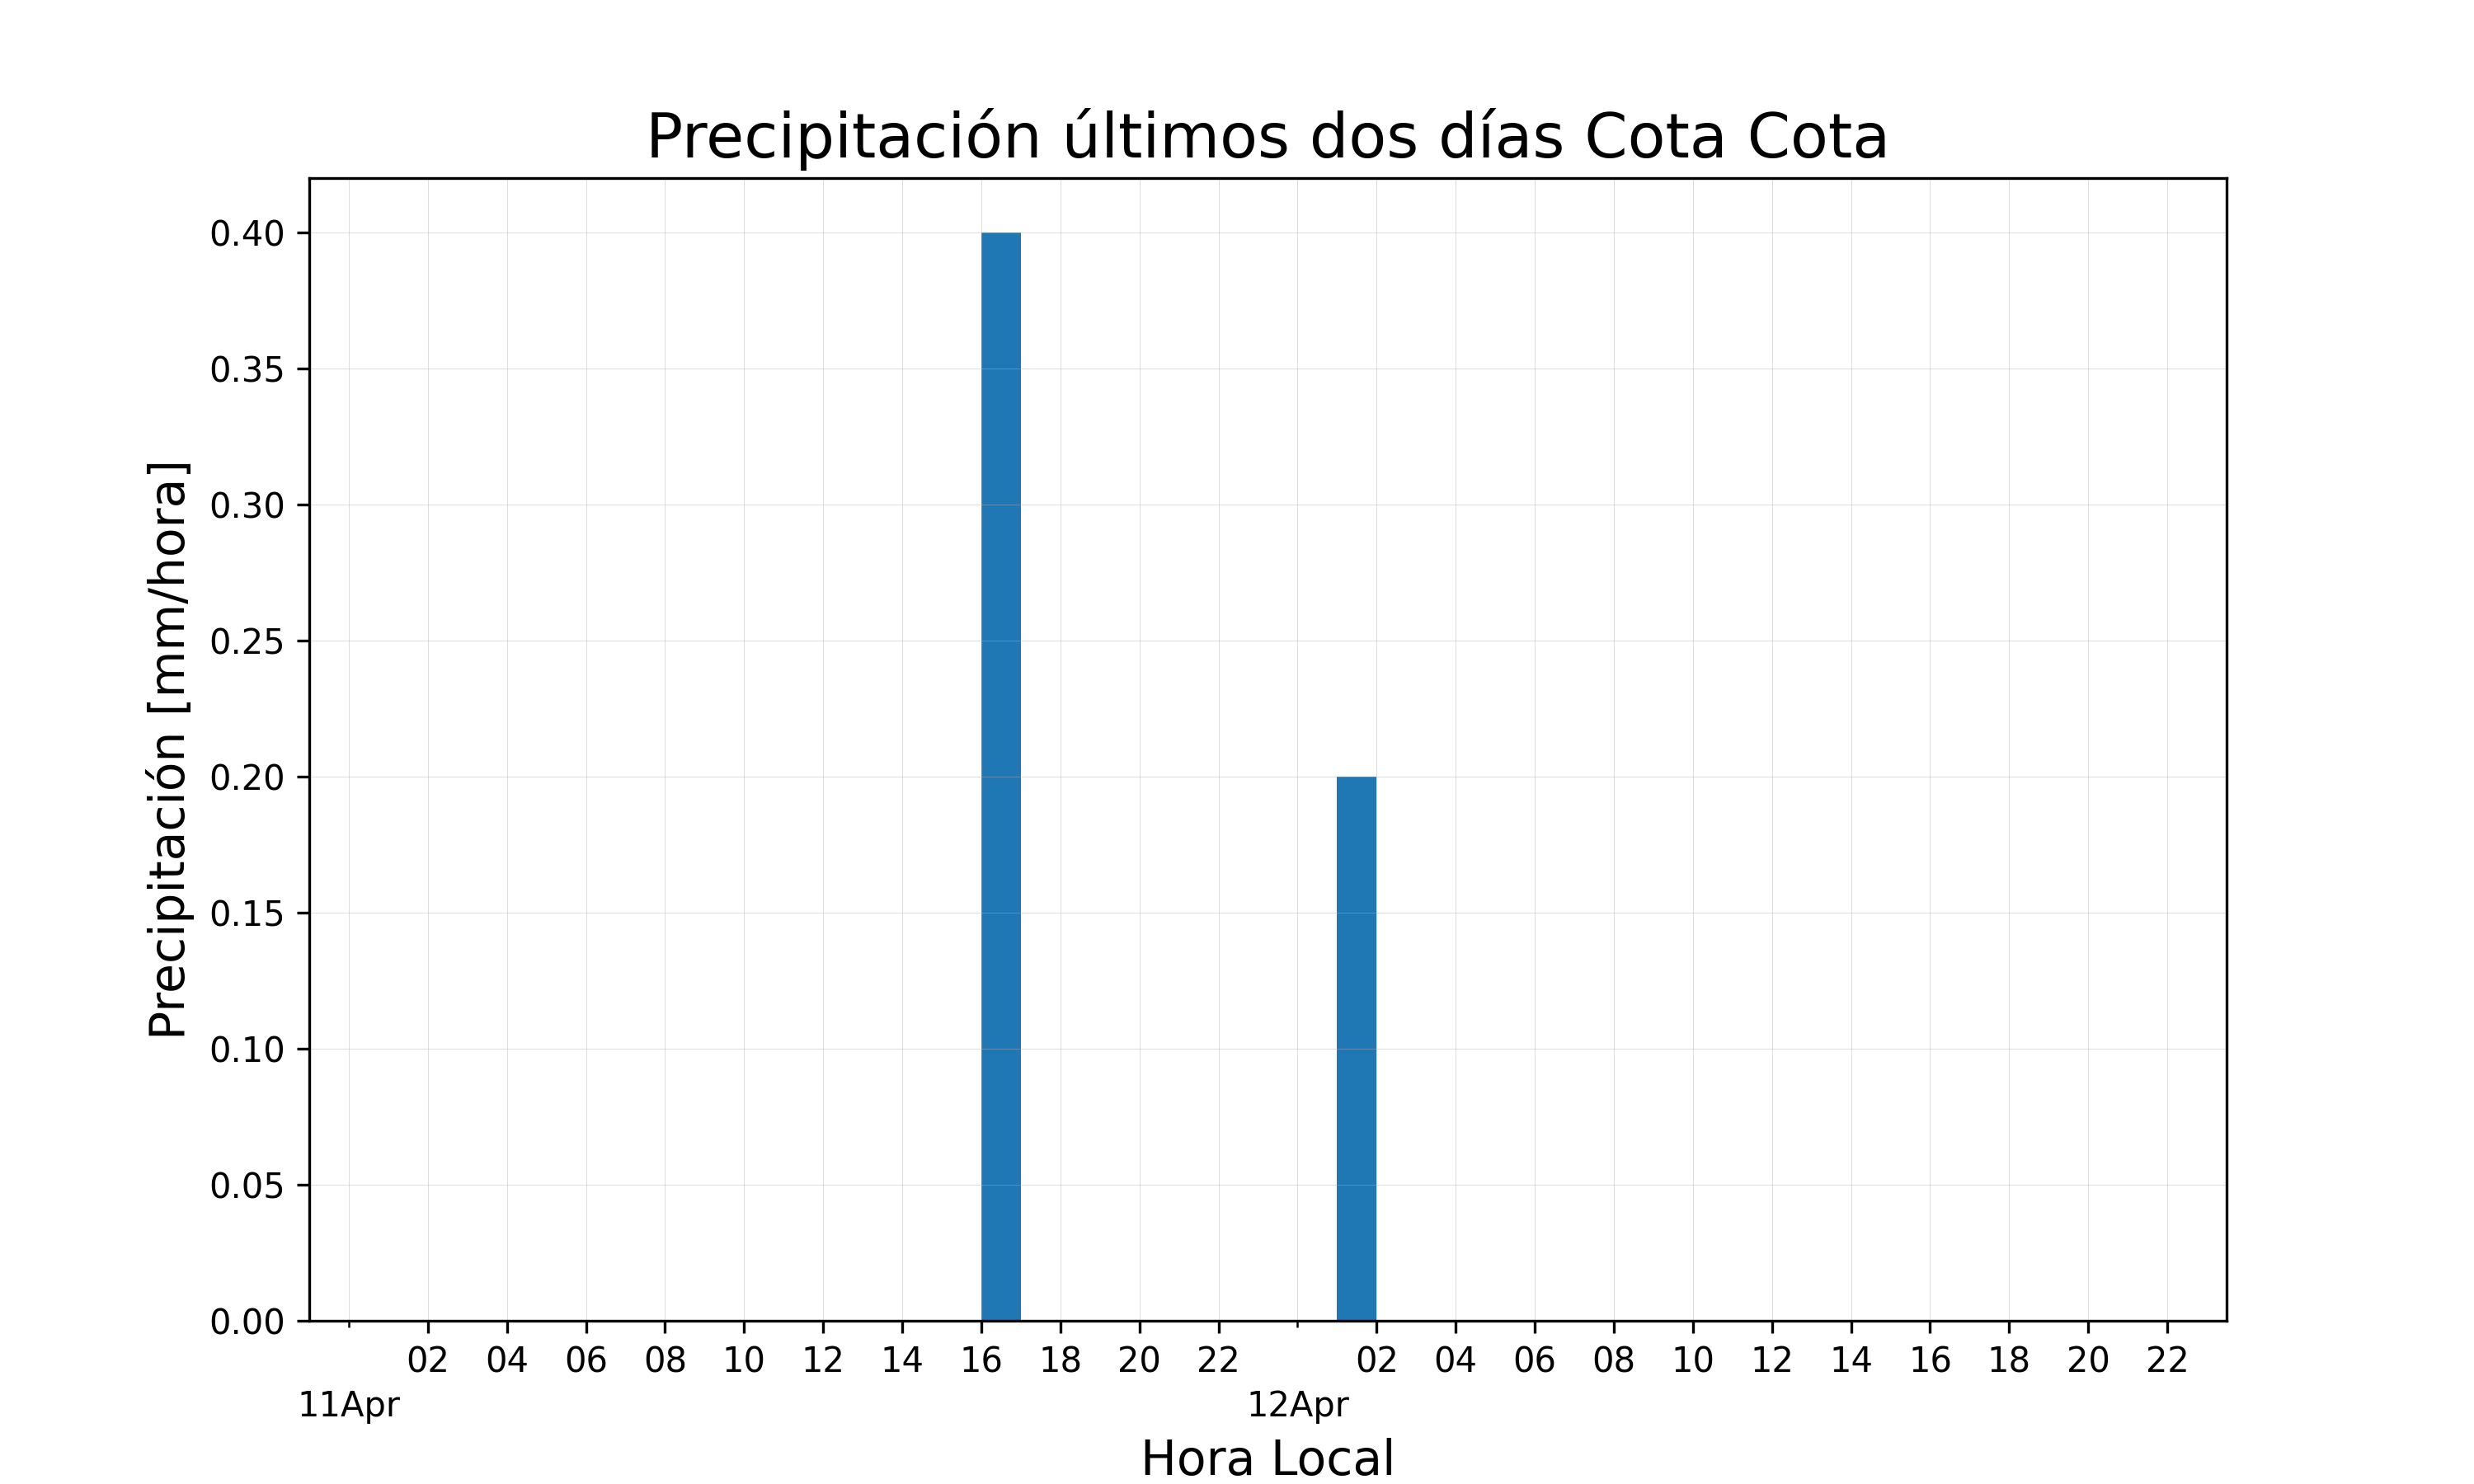 Precipitación últimos dos días Cota Cota
Precipitación [mm/hora]
0.40
0.35
0.30
0.25
0.20
0.15
0.10
0.05
0.00
02 04 06 08 10 12 14 16 18 20 22 02 04 06 08 10 12 14 16 18 20 22
11Apr 12Apr
Hora Local